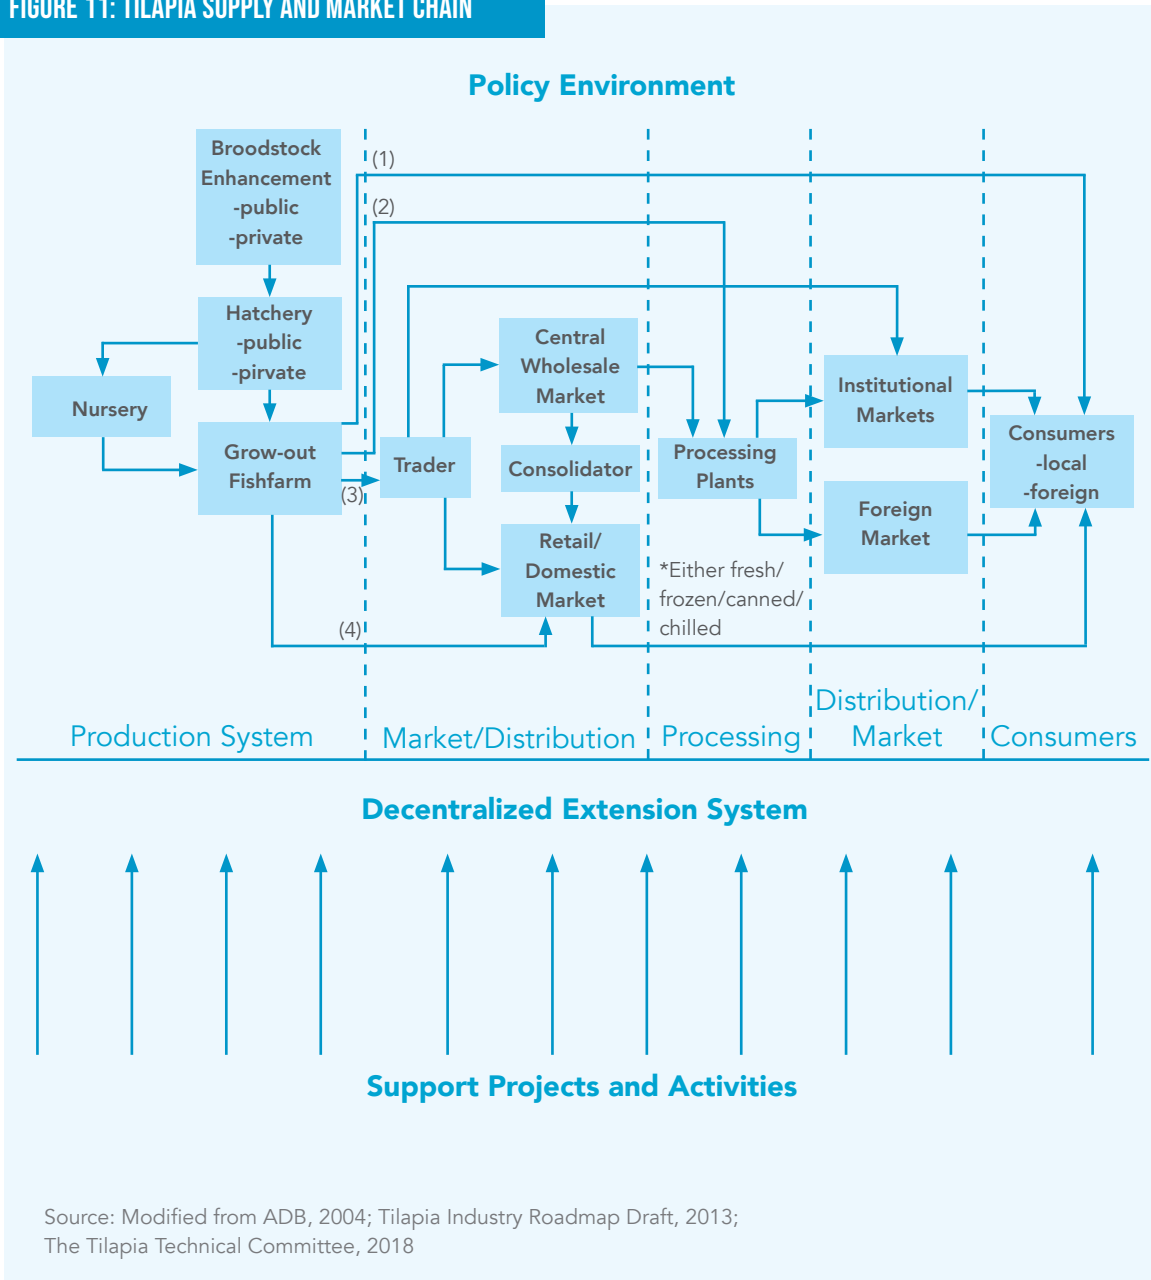 FIGURE 11: TILAPIA SUPPLY AND MARKET CHAIN
Policy Environment
Broodstock
Enhancement
-public
-private
(1)
(2)
Hatchery
-public
-pirvate
Nursery
Grow-out
Fishfarm
(3)
(4)
Trader
Central
Wholesale
Market
Consolidator
Retail/
Domestic
Market
Processing
Plants
*Either fresh/
frozen/canned/
chilled
Institutional
Markets
Foreign
Market
Consumers
-local
-foreign
Production System
Market/Distribution
Processing
Distribution/
Market
Consumers
Decentralized Extension System
Support Projects and Activities
Source: Modified from ADB, 2004; Tilapia Industry Roadmap Draft, 2013;
The Tilapia Technical Committee, 2018